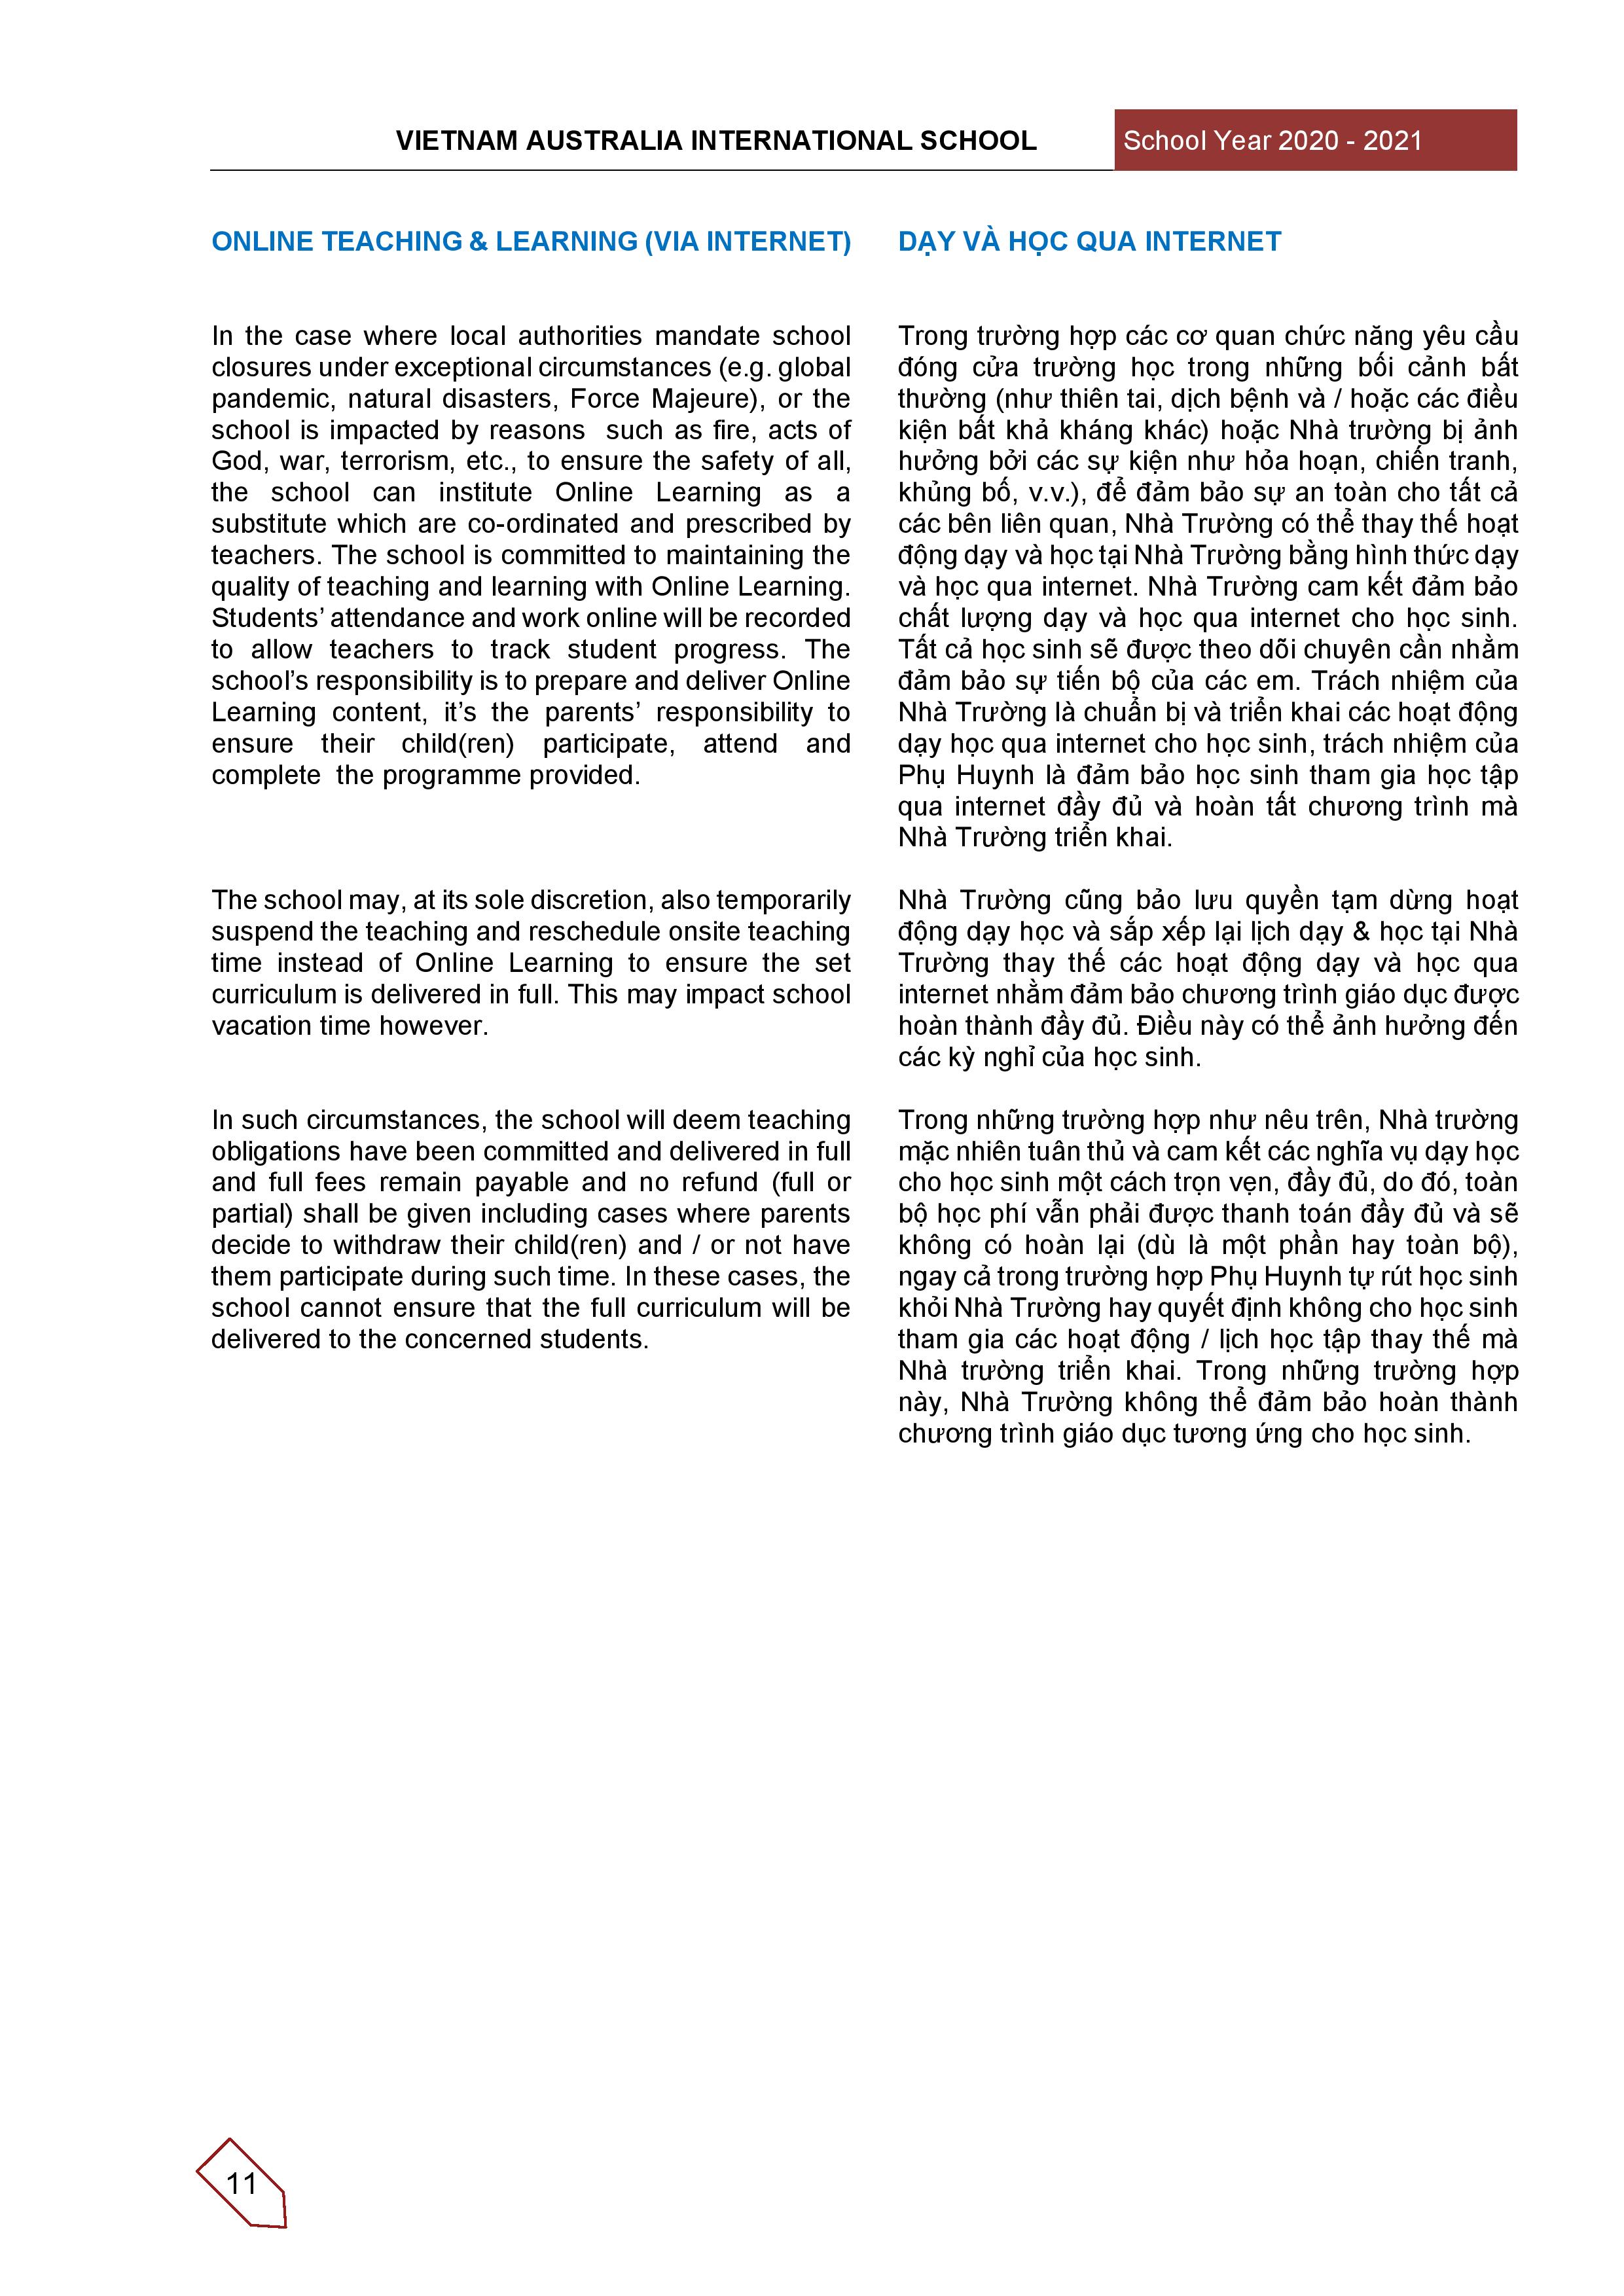 VIETNAM AUSTRALIA INTERNATIONAL SCHOOL
School Year 2020 - 2021
ONLINE TEACHING & LEARNING (VIA INTERNET)
In the case where local authorities mandate school
closures under exceptional circumstances (e.g. global
pandemic, natural disasters, Force Majeure), or the
school is impacted by reasons such as fire, acts of
God, war, terrorism, etc., to ensure the safety of all,
the school can institute Online Learning as a
substitute which are co-ordinated and prescribed by
teachers. The school is committed to maintaining the
quality of teaching and learning with Online Learning.
Students’ attendance and work online will be recorded
to allow teachers to track student progress. The
school’s responsibility is to prepare and deliver Online
Learning content, it’s the parents’ responsibility to
ensure their child(ren) participate, attend and
complete the programme provided.
The school may, at its sole discretion, also temporarily
suspend the teaching and reschedule onsite teaching
time instead of Online Learning to ensure the set
curriculum is delivered in full. This may impact school
vacation time however.
In such circumstances, the school will deem teaching
obligations have been committed and delivered in full
and full fees remain payable and no refund (full or
partial) shall be given including cases where parents
decide to withdraw their child(ren) and / or not have
them participate during such time. In these cases, the
school cannot ensure that the full curriculum will be
delivered to the concerned students.
DẠY VÀ HỌC QUA INTERNET
Trong trường hợp các cơ quan chức năng yêu cầu
đóng cửa trường học trong những bối cảnh bất
thường (như thiên tai, dịch bệnh và / hoặc các điều
kiện bất khả kháng khác) hoặc Nhà trường bị ảnh
hưởng bởi các sự kiện như hỏa hoạn, chiến tranh,
khủng bố, v.v.), để đảm bảo sự an toàn cho tất cả
các bên liên quan, Nhà Trường có thể thay thế hoạt
động dạy và học tại Nhà Trường bằng hình thức dạy
và học qua internet. Nhà Trường cam kết đảm bảo
chất lượng dạy và học qua internet cho học sinh.
Tất cả học sinh sẽ được theo dõi chuyên cần nhằm
đảm bảo sự tiến bộ của các em. Trách nhiệm của
Nhà Trường là chuẩn bị và triển khai các hoạt động
dạy học qua internet cho học sinh, trách nhiệm của
Phụ Huynh là đảm bảo học sinh tham gia học tập
qua internet đầy đủ và hoàn tất chương trình mà
Nhà Trường triển khai.
Nhà Trường cũng bảo lưu quyền tạm dừng hoạt
động dạy học và sắp xếp lại lịch dạy & học tại Nhà
Trường thay thế các hoạt động dạy và học qua
internet nhằm đảm bảo chương trình giáo dục được
hoàn thành đầy đủ. Điều này có thể ảnh hưởng đến
các kỳ nghỉ của học sinh.
Trong những trường hợp như nêu trên, Nhà trường
mặc nhiên tuân thủ và cam kết các nghĩa vụ dạy học
cho học sinh một cách trọn vẹn, đầy đủ, do đó, toàn
bộ học phí vẫn phải được thanh toán đầy đủ và sẽ
không có hoàn lại (dù là một phần hay toàn bộ),
ngay cả trong trường hợp Phụ Huynh tự rút học sinh
khỏi Nhà Trường hay quyết định không cho học sinh
tham gia các hoạt động / lịch học tập thay thế mà
Nhà trường triển khai. Trong những trường hợp
này, Nhà Trường không thể đảm bảo hoàn thành
chương trình giáo dục tương ứng cho học sinh.
11